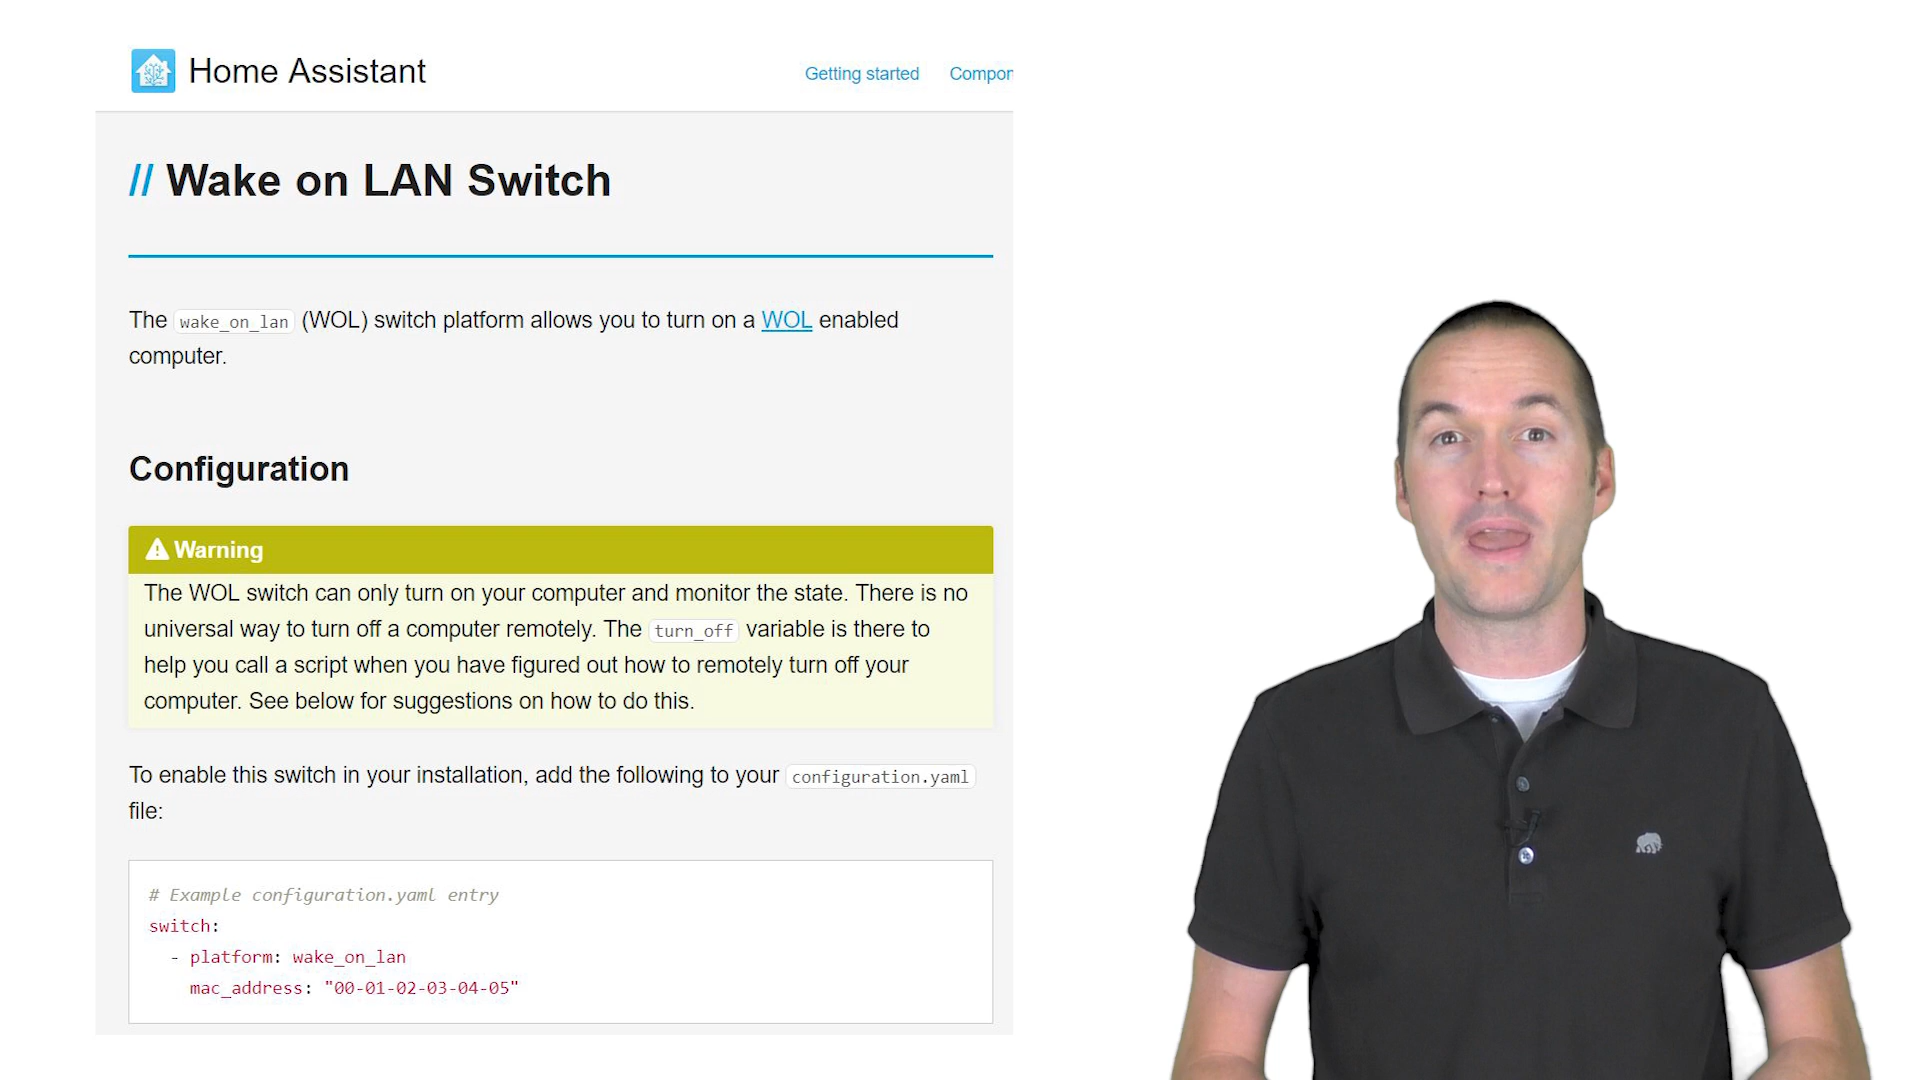 Home Assistant
Getting started
Compon
// Wake on LAN Switch
The wake_on_lan (WOL) switch platform allows you to turn on a WOL enabled
computer.
Configuration
Warning
The WOL switch can only turn on your computer and monitor the state. There is no
universal way to turn off a computer remotely. The turn_off variable is there to
help you call a script when you have figured out how to remotely turn off your
computer. See below for suggestions on how to do this.
To enable this switch in your installation, add the following to your configuration.yaml
file:
# Example configuration.yaml entry
switch:
- platform: wake_on_lan
mac_address: "00-01-02-03-04-05"